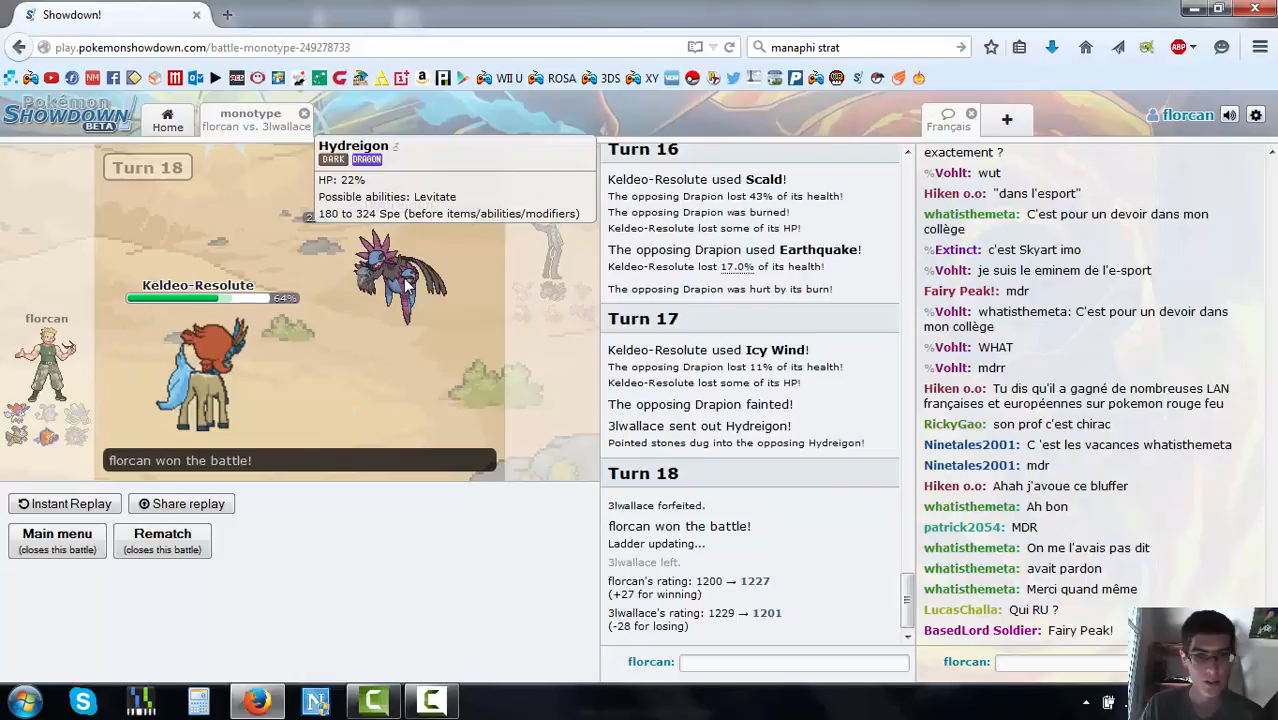 Showdown!
play.pokemonshowdown.com/battle-monotype-249278733
manaphi strat
ABP
WII U
ROSA
3DS
XY
Pokémon
Showdown
BETA
Home
monotype
florcan vs. 3lwallace
Français
florcan
Turn 18
Hydreigon
DARK DRAGON
HP: 22%
Possible abilities: Levitate
180 to 324 Spe (before items/abilities/modifiers)
Keldeo-Resolute
64%
florcan
florcan won the battle!
Instant Replay
Share replay
Main menu
(closes this battle)
Rematch
(closes this battle)
Turn 16
Keldeo-Resolute used Scald!
The opposing Drapion lost 43% of its health!
The opposing Drapion was burned!
Keldeo-Resolute lost some of its HP!
The opposing Drapion used Earthquake!
Keldeo-Resolute lost 17.0% of its health!
The opposing Drapion was hurt by its burn!
Turn 17
Keldeo-Resolute used Icy Wind!
The opposing Drapion lost 11% of its health!
Keldeo-Resolute lost some of its HP!
The opposing Drapion fainted!
3lwallace sent out Hydreigon!
Pointed stones dug into the opposing Hydreigon!
Turn 18
3lwallace forfeited.
florcan won the battle!
Ladder updating...
3lwallace left.
florcan's rating: 1200 → 1227
(+27 for winning)
3lwallace's rating: 1229 → 1201
(-28 for losing)
florcan:
exactement ?
%Vohlt: wut
Hiken o.o: "dans l'esport"
whatisthemeta: C'est pour un devoir dans mon
collège
%Extinct: c'est Skyart imo
%Vohlt: je suis le eminem de l'e-sport
Fairy Peak!: mdr
%Vohlt: whatisthemeta: C'est pour un devoir dans
mon collège
%Vohlt: WHAT
%Vohlt: mdrr
Hiken o.o: Tu dis qu'il a gagné de nombreuses LAN
françaises et européennes sur pokemon rouge feu
RickyGao: son prof c'est chirac
Ninetales2001: C 'est les vacances whatisthemeta
Ninetales2001: mdr
Hiken o.o: Ahah j'avoue ce bluffer
whatisthemeta: Ah bon
patrick2054: MDR
whatisthemeta: On me l'avais pas dit
whatisthemeta: avait pardon
whatisthemeta: Merci quand même
LucasChalla: Qui RU ?
BasedLord Soldier: Fairy Peak!
florcan: